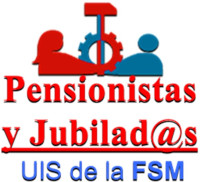 Pensionistas
y Jubilad@s
UIS de la FSM